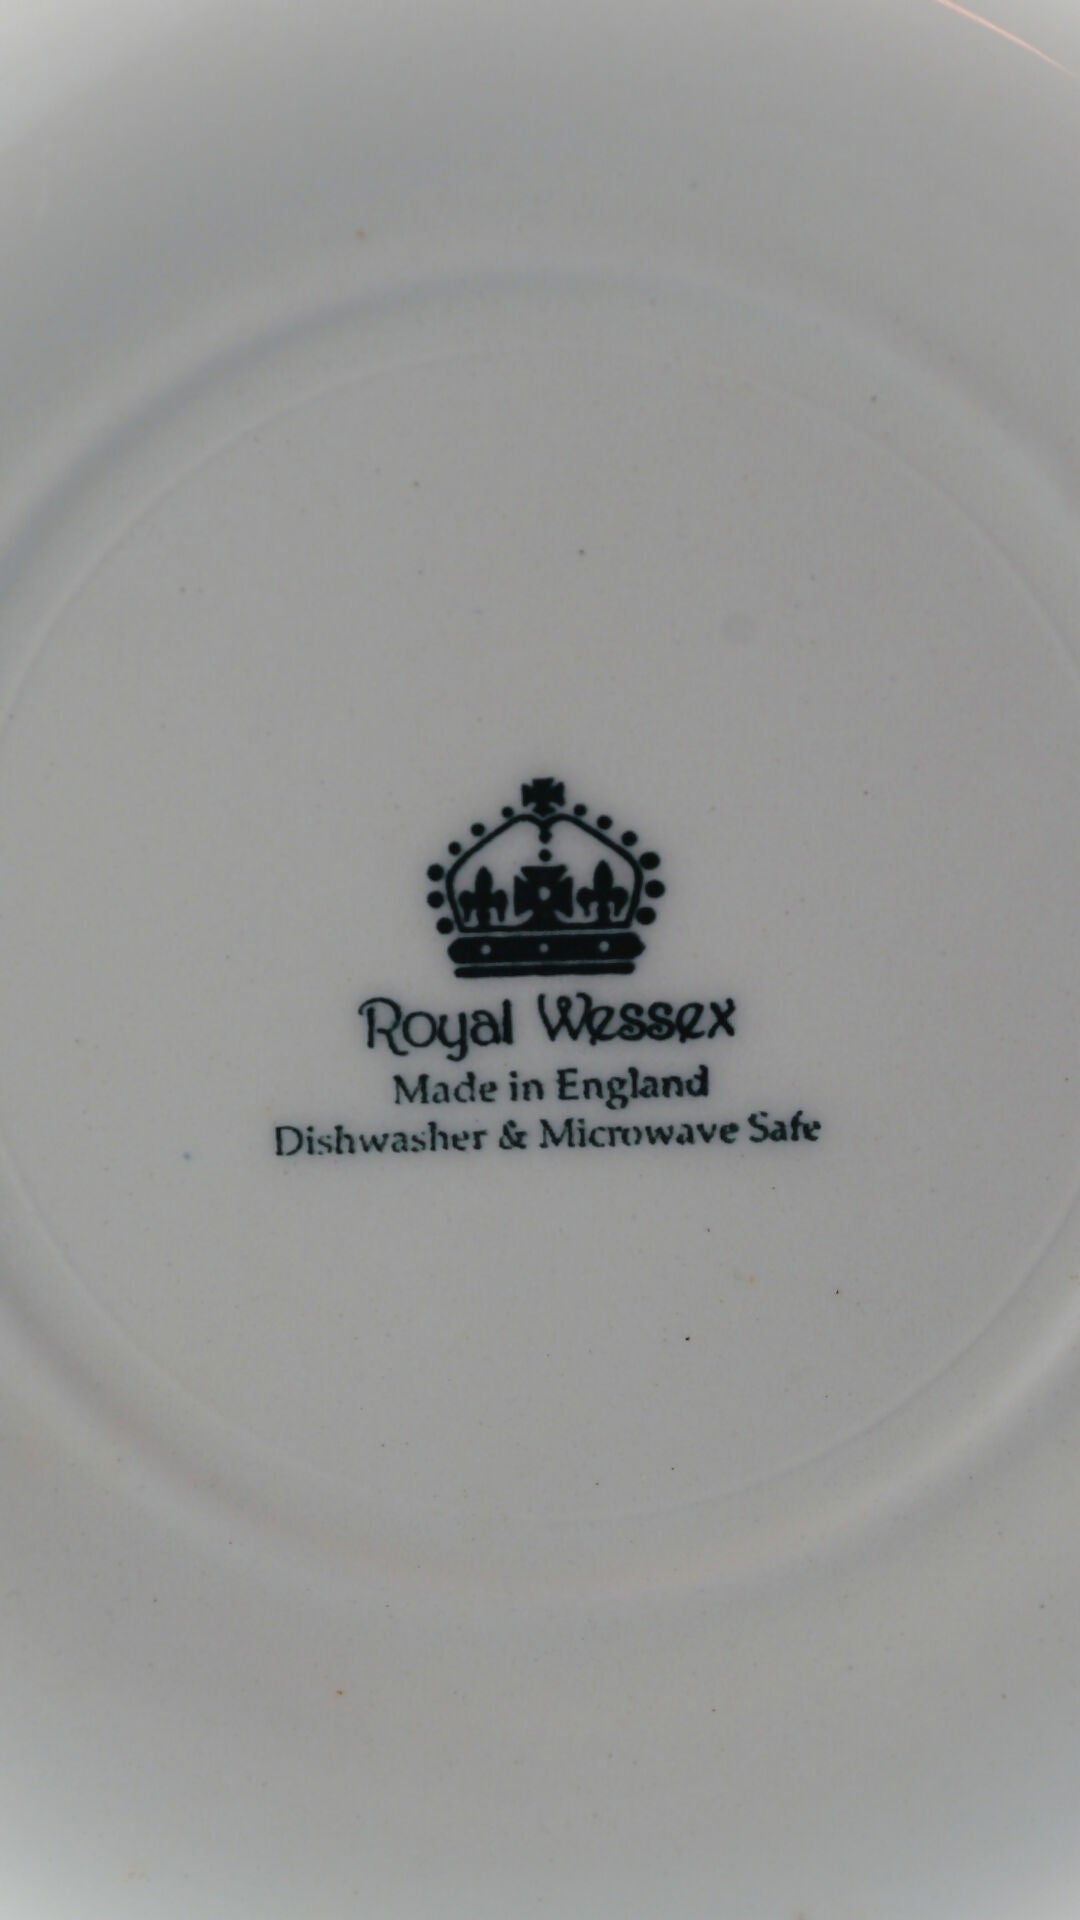 Royal Wessex
Made in England
Dishwasher & Microwave Safe